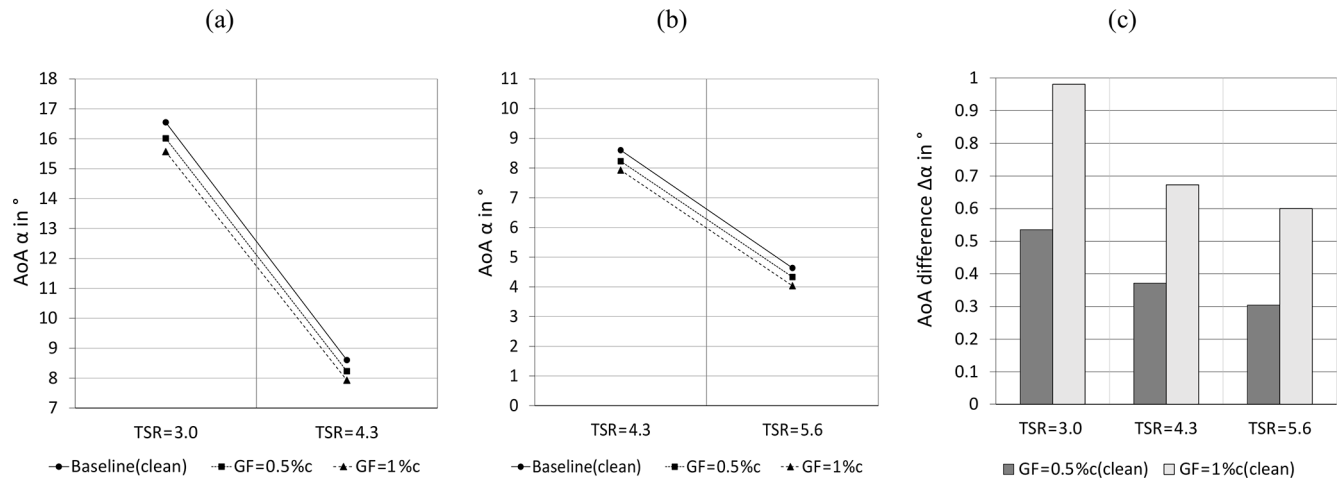 (a)
(b)
(c)
AoA α in °
18
17
16
15
14
13
12
11
10
9
8
7
TSR=3.0
TSR=4.3
Baseline(clean)
GF=0.5%c
GF=1%c
AoA α in °
11
10
9
8
7
6
5
4
3
2
1
0
TSR=4.3
TSR=5.6
Baseline(clean)
GF=0.5%c
GF=1%c
AoA difference Δα in °
1
0.9
0.8
0.7
0.6
0.5
0.4
0.3
0.2
0.1
0
TSR=3.0
TSR=4.3
TSR=5.6
GF=0.5%c(clean)
GF=1%c(clean)